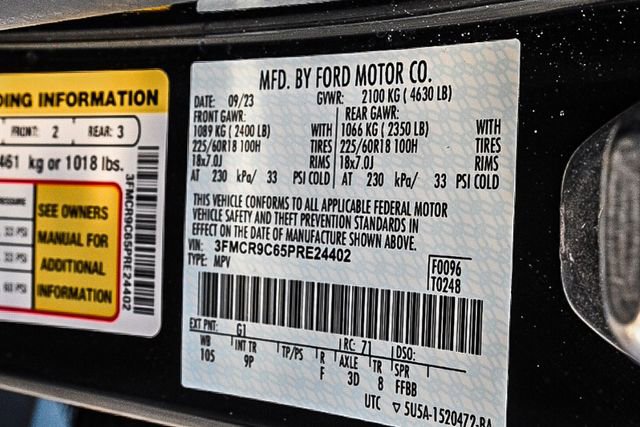 DING INFORMATION
FRONT: 2 REAR: 3
461 kg or 1018 lbs.
33 PSI
33 PSI
60 PSI
SEE OWNERS
MANUAL FOR
ADDITIONAL
INFORMATION
3FMCR9C65PRE24402
MFD. BY FORD MOTOR CO.
DATE: 09/23 GVWR: 2100 KG ( 4630 LB)
FRONT GAWR: REAR GAWR:
1089 KG ( 2400 LB) WITH 1066 KG ( 2350 LB) WITH
225/60R18 100H TIRES 225/60R18 100H TIRES
18x7.0J RIMS 18x7.0J RIMS
AT 230 kPa/ 33 PSI COLD AT 230 kPa/ 33 PSI COLD
THIS VEHICLE CONFORMS TO ALL APPLICABLE FEDERAL MOTOR
VEHICLE SAFETY AND THEFT PREVENTION STANDARDS IN
EFFECT ON THE DATE OF MANUFACTURE SHOWN ABOVE.
VIN: 3FMCR9C65PRE24402
TYPE: MPV
F0096
T0248
EXT PNT: G1 RC: 71 DSO:
WB INT TR TP/PS R AXLE TR SPR
105 9P F 3D 8 FFBB
UTC ▽ 5U5A-1520472-BA